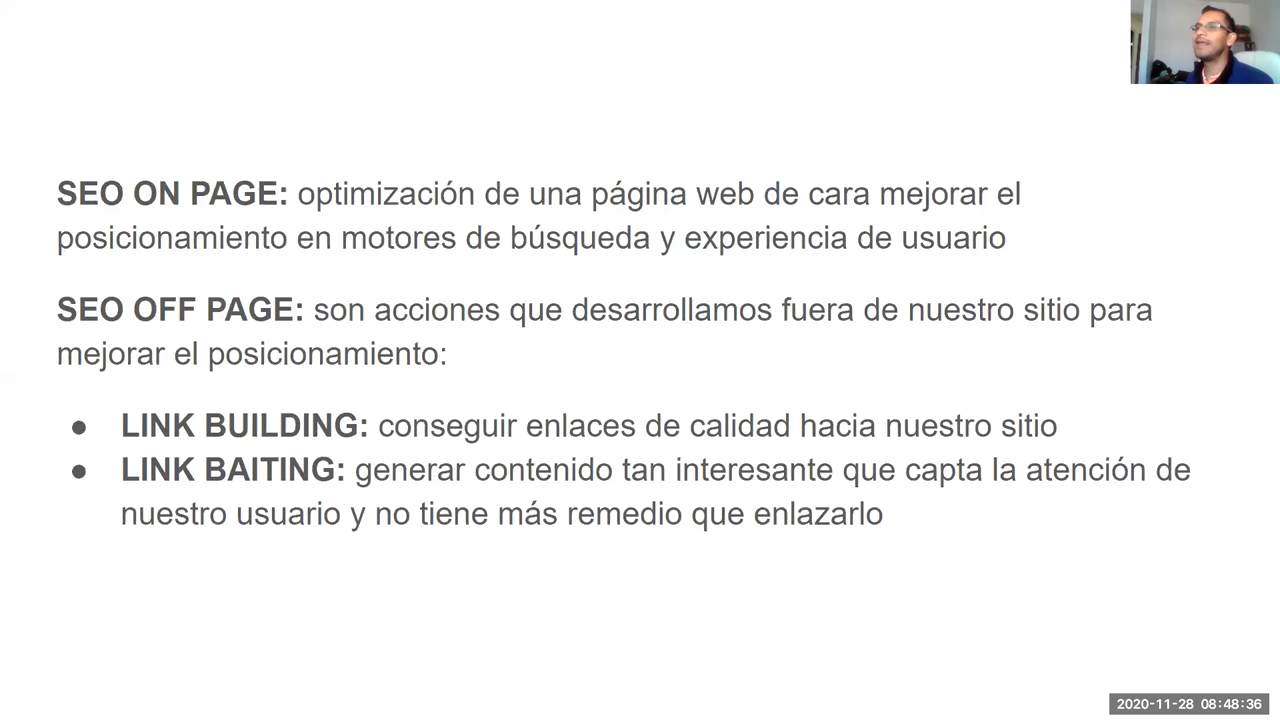 SEO ON PAGE: optimización de una página web de cara mejorar el
posicionamiento en motores de búsqueda y experiencia de usuario
SEO OFF PAGE: son acciones que desarrollamos fuera de nuestro sitio para
mejorar el posicionamiento:
● LINK BUILDING: conseguir enlaces de calidad hacia nuestro sitio
● LINK BAITING: generar contenido tan interesante que capta la atención de
nuestro usuario y no tiene más remedio que enlazarlo
2020-11-28 08:48:36